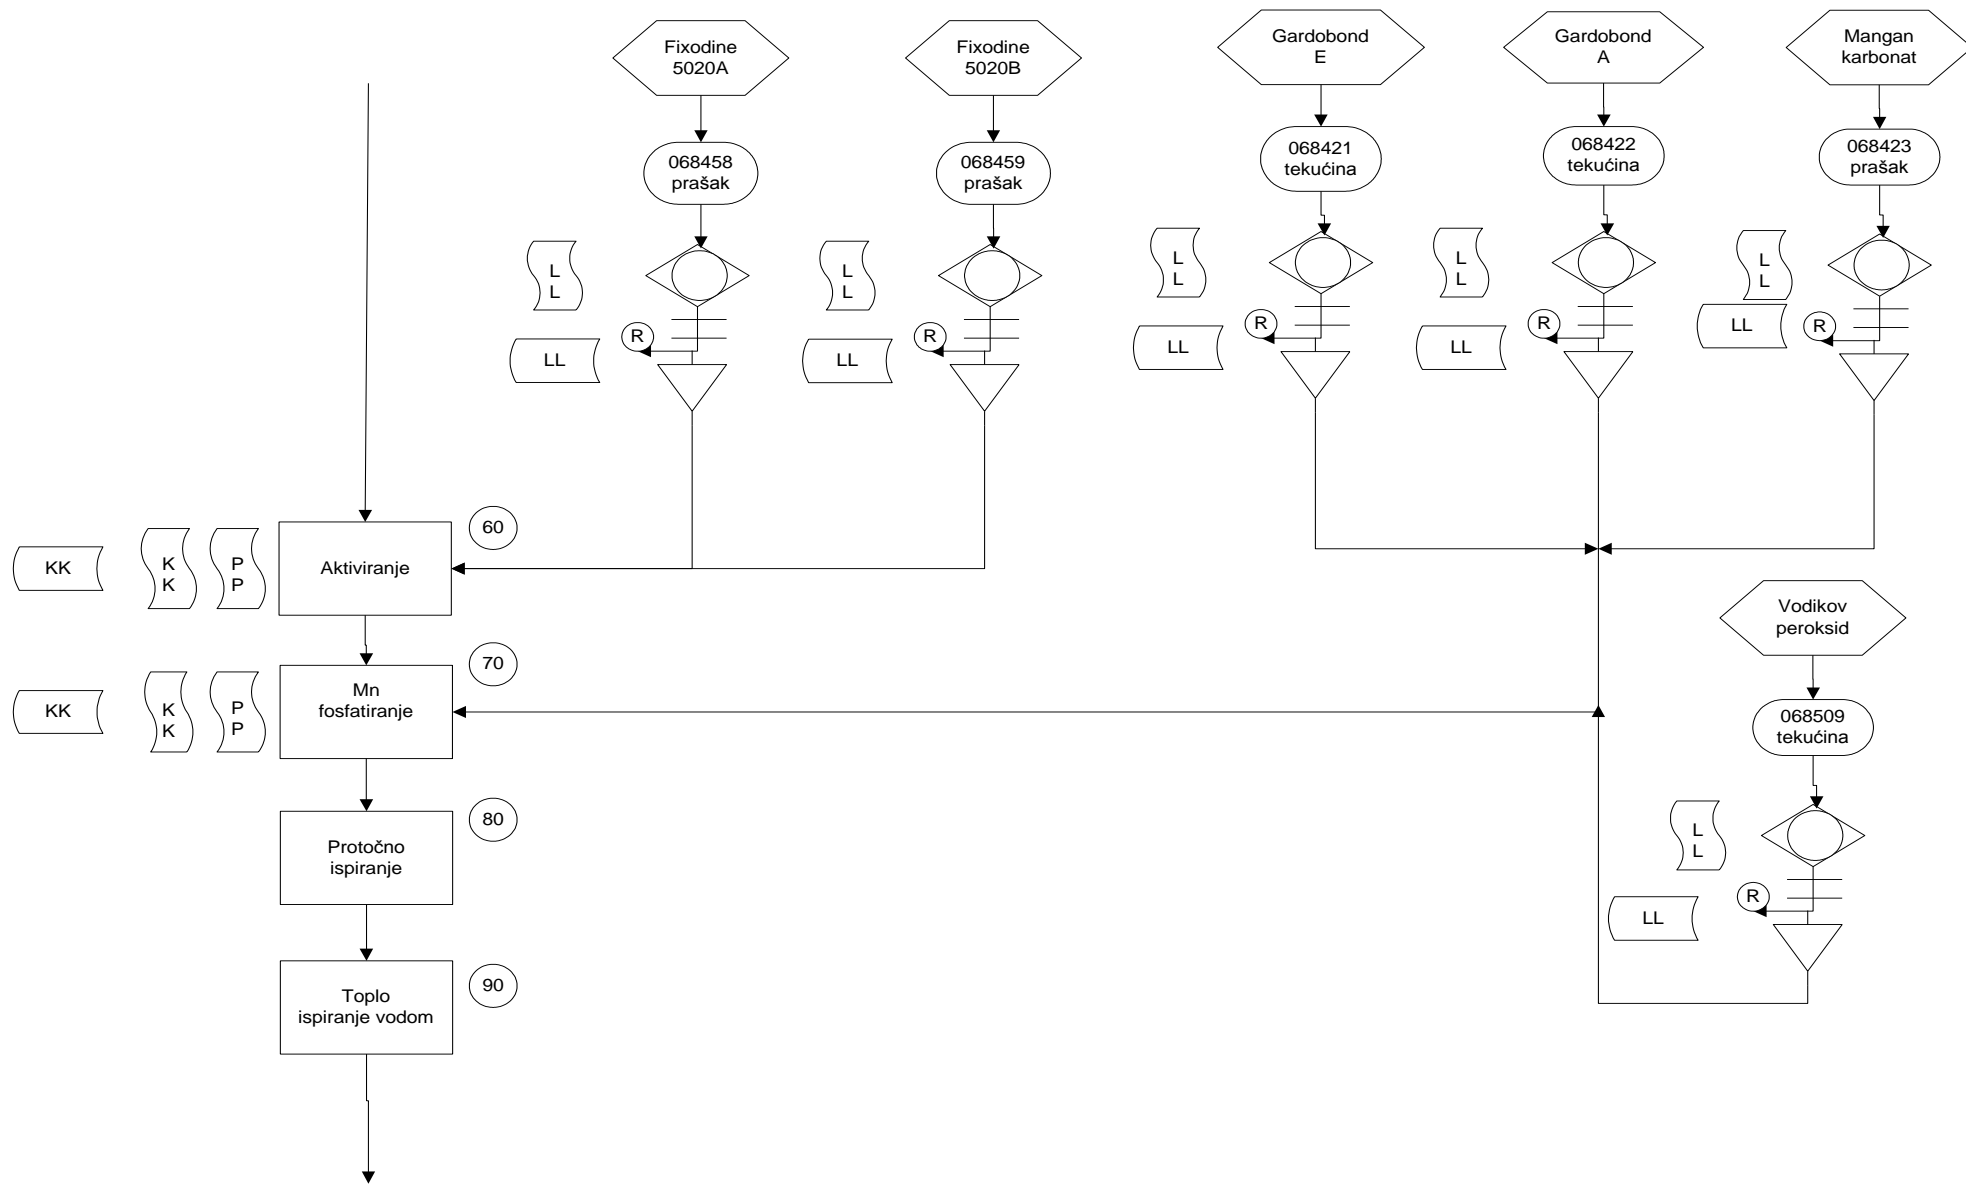 Fixodine
5020A
Fixodine
5020B
Gardobond
E
Gardobond
A
Mangan
karbonat
068458
prašak
068459
prašak
068421
tekućina
068422
tekućina
068423
prašak
L
L
L
L
L
L
L
L
L
L
R
LL
R
LL
R
LL
R
LL
R
LL
60
KK
K
K
P
P
Aktiviranje
Vodikov
peroksid
70
KK
K
K
P
P
Mn
fosfatiranje
068509
tekućina
80
Protočno
ispiranje
L
L
R
LL
90
Toplo
ispiranje vodom